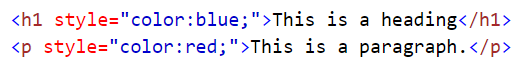 <h1 style="color:blue;">This is a heading</h1>
<p style="color:red;">This is a paragraph.</p>